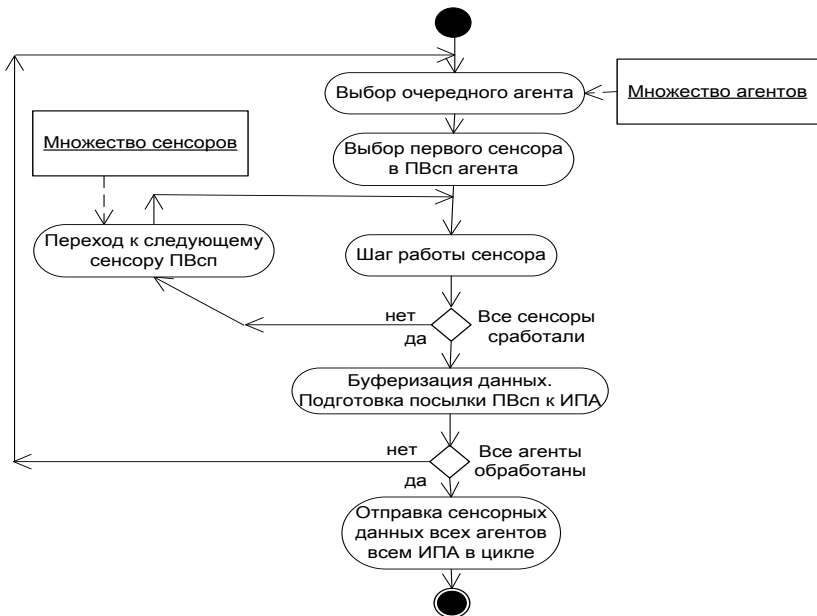 Выбор очередного агента
Множество агентов
Множество сенсоров
Выбор первого сенсора
в ПВсп агента
Переход к следующему
сенсору ПВсп
Шаг работы сенсора
нет
да
Все сенсоры
сработали
Буферизация данных.
Подготовка посылки ПВсп к ИПА
нет
да
Все агенты
обработаны
Отправка сенсорных
данных всех агентов
всем ИПА в цикле